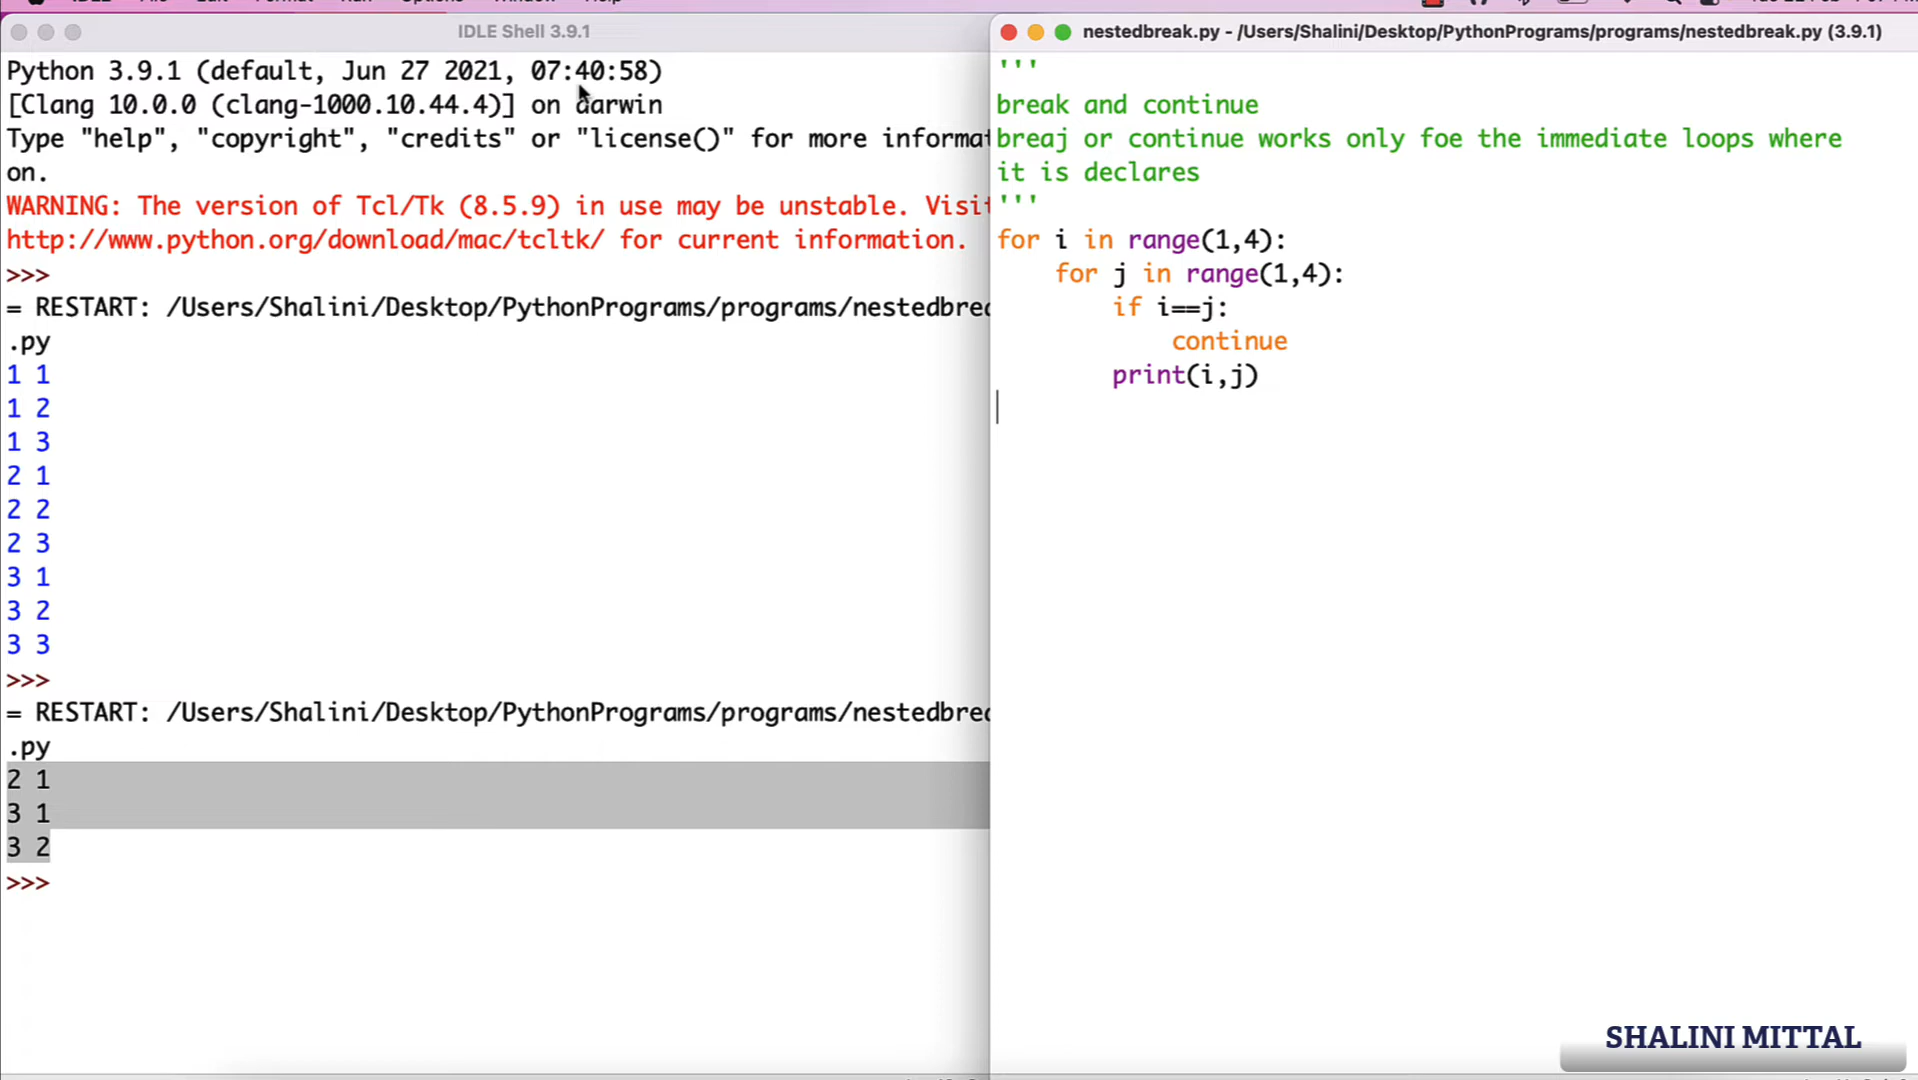 IDLE Shell 3.9.1
Python 3.9.1 (default, Jun 27 2021, 07:40:58)
[Clang 10.0.0 (clang-1000.10.44.4)] on darwin
Type "help", "copyright", "credits" or "license()" for more informat
on.
WARNING: The version of Tcl/Tk (8.5.9) in use may be unstable. Visit
http://www.python.org/download/mac/tcltk/ for current information.
>>>
= RESTART: /Users/Shalini/Desktop/PythonPrograms/programs/nestedbrea
.py
1 1
1 2
1 3
2 1
2 2
2 3
3 1
3 2
3 3
>>>
= RESTART: /Users/Shalini/Desktop/PythonPrograms/programs/nestedbrea
.py
2 1
3 1
3 2
>>>
nestedbreak.py - /Users/Shalini/Desktop/PythonPrograms/programs/nestedbreak.py (3.9.1)
'''
break and continue
breaj or continue works only foe the immediate loops where
it is declares
'''
for i in range(1,4):
    for j in range(1,4):
        if i==j:
            continue
        print(i,j)
SHALINI MITTAL